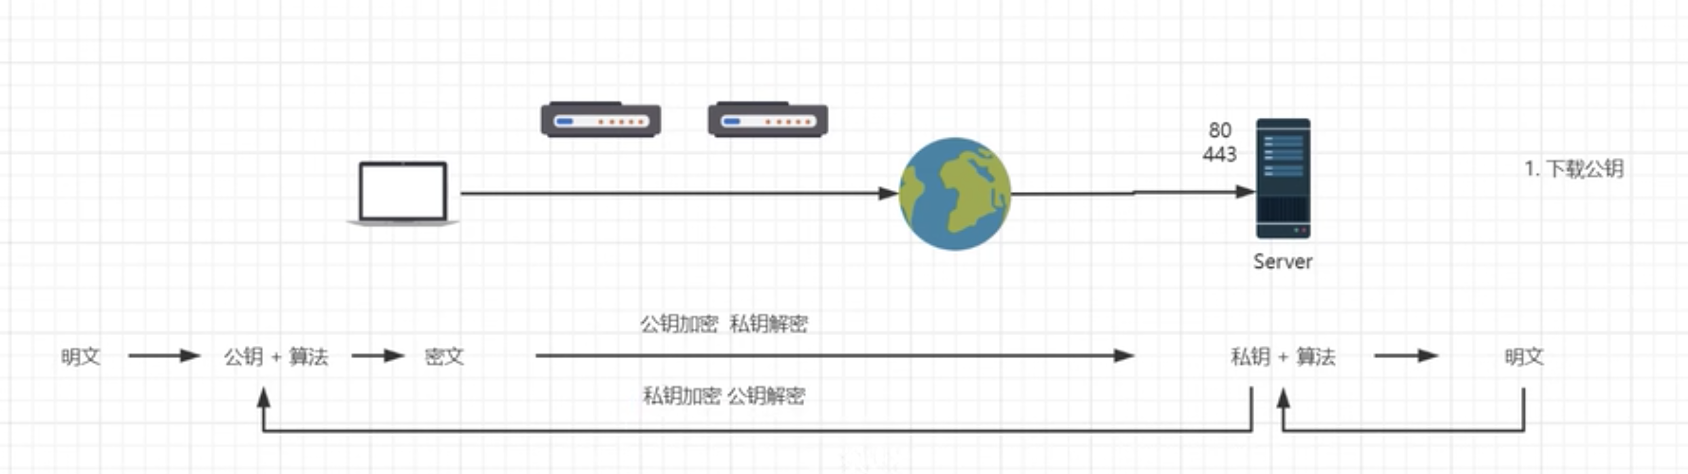 80
443
1. 下载公钥
Server
公钥加密 私钥解密
明文 公钥 + 算法 密文 私钥 + 算法 明文
私钥加密 公钥解密